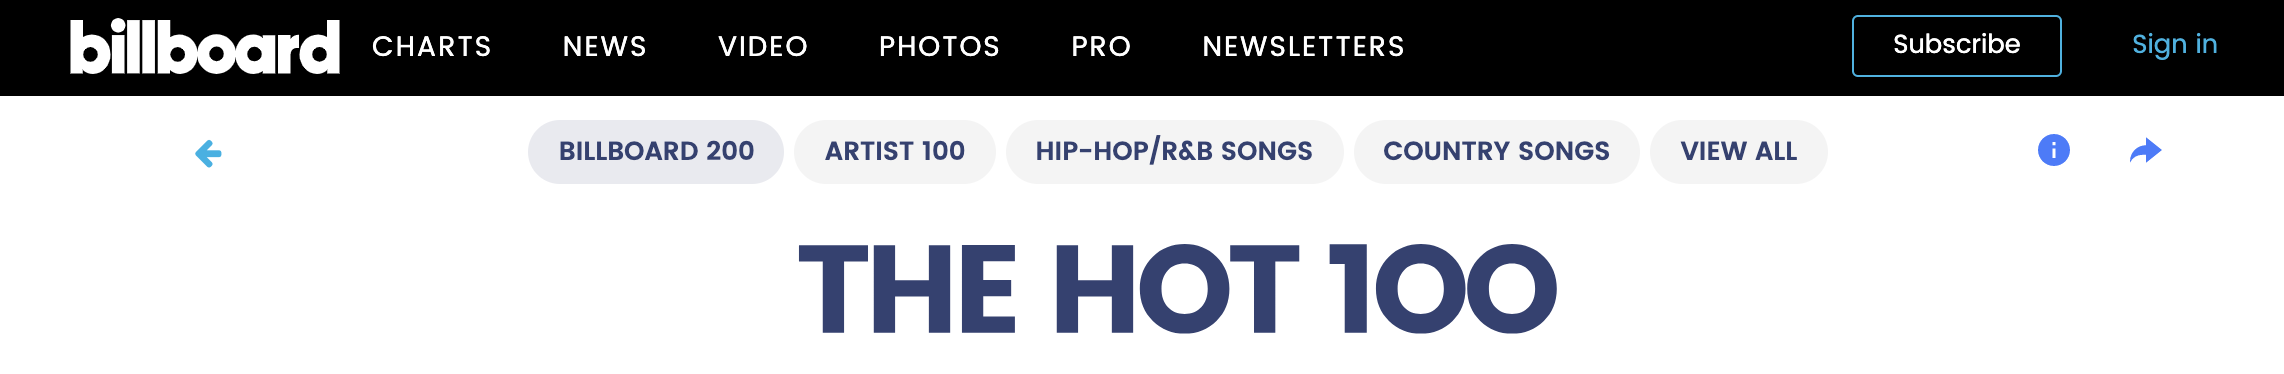 billboard CHARTS NEWS VIDEO PHOTOS PRO NEWSLETTERS Subscribe Sign in
BILLBOARD 200 ARTIST 100 HIP-HOP/R&B SONGS COUNTRY SONGS VIEW ALL
THE HOT 100